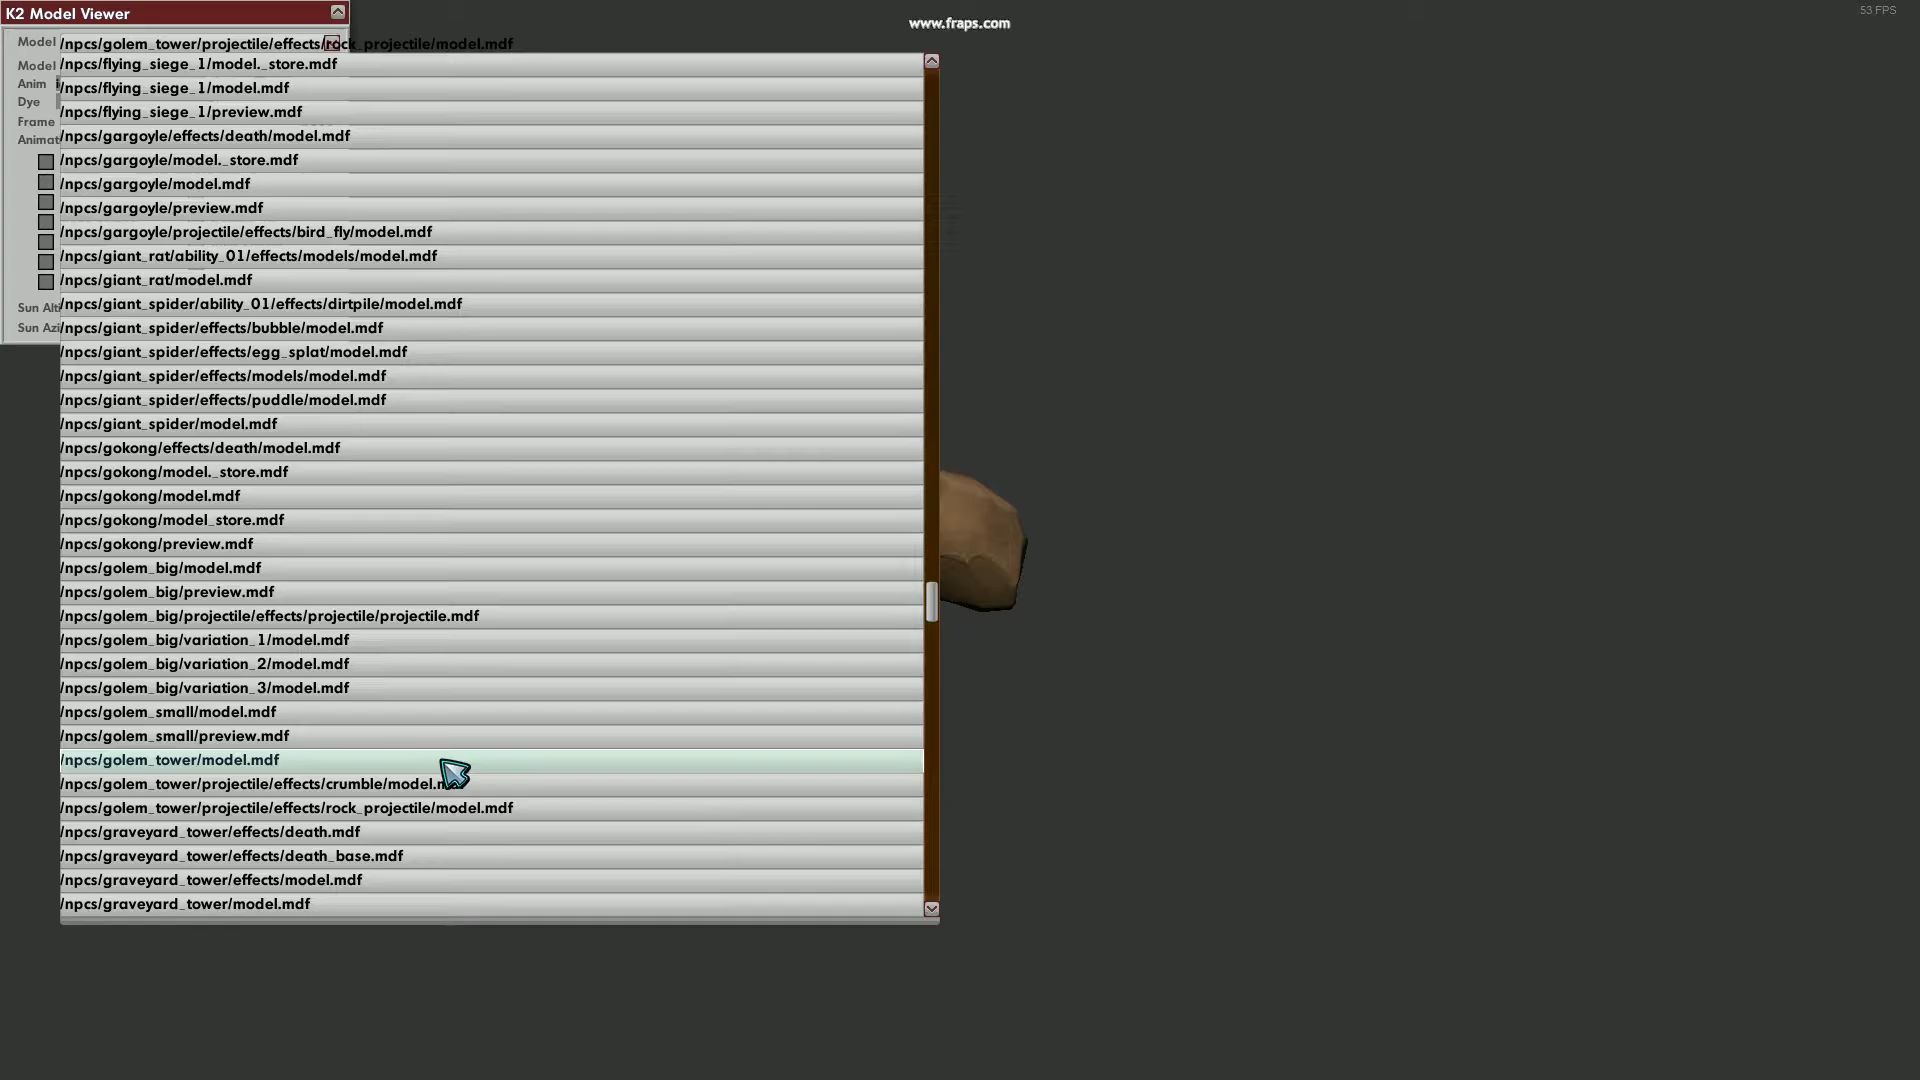 K2 Model Viewer
www.fraps.com
53 FPS
Model
/npcs/golem_tower/projectile/effects/rock_projectile/model.mdf
Model
/npcs/flying_siege_1/model._store.mdf
Anim
/npcs/flying_siege_1/model.mdf
Dye
/npcs/flying_siege_1/preview.mdf
Frame
/npcs/gargoyle/effects/death/model.mdf
/npcs/gargoyle/model._store.mdf
/npcs/gargoyle/model.mdf
/npcs/gargoyle/preview.mdf
/npcs/gargoyle/projectile/effects/bird_fly/model.mdf
/npcs/giant_rat/ability_01/effects/models/model.mdf
/npcs/giant_rat/model.mdf
Sun
/npcs/giant_spider/ability_01/effects/dirtpile/model.mdf
Sun
/npcs/giant_spider/effects/bubble/model.mdf
/npcs/giant_spider/effects/egg_splat/model.mdf
/npcs/giant_spider/effects/models/model.mdf
/npcs/giant_spider/effects/puddle/model.mdf
/npcs/giant_spider/model.mdf
/npcs/gokong/effects/death/model.mdf
/npcs/gokong/model._store.mdf
/npcs/gokong/model.mdf
/npcs/gokong/model_store.mdf
/npcs/gokong/preview.mdf
/npcs/golem_big/model.mdf
/npcs/golem_big/preview.mdf
/npcs/golem_big/projectile/effects/projectile/projectile.mdf
/npcs/golem_big/variation_1/model.mdf
/npcs/golem_big/variation_2/model.mdf
/npcs/golem_big/variation_3/model.mdf
/npcs/golem_small/model.mdf
/npcs/golem_small/preview.mdf
/npcs/golem_tower/model.mdf
/npcs/golem_tower/projectile/effects/crumble/model.m
/npcs/golem_tower/projectile/effects/rock_projectile/model.mdf
/npcs/graveyard_tower/effects/death.mdf
/npcs/graveyard_tower/effects/death_base.mdf
/npcs/graveyard_tower/effects/model.mdf
/npcs/graveyard_tower/model.mdf